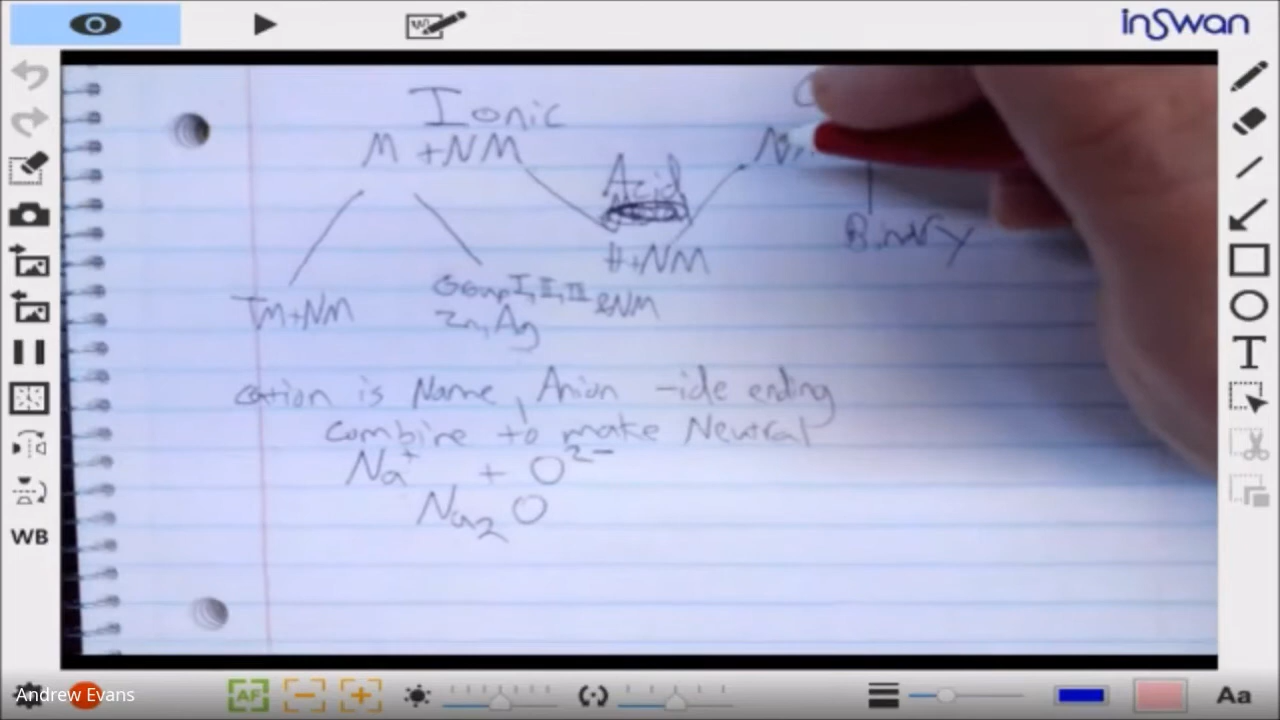 inSwan
Ionic
M + NM
Acid
H+NM
Binary
TM+NM
Group I, II, III & NM
Zn, Ag
cation is Name, Anion -ide ending
combine to make Neutral
Na+ + O2-
Na2O
WB
T
AF
Aa
Andrew Evans